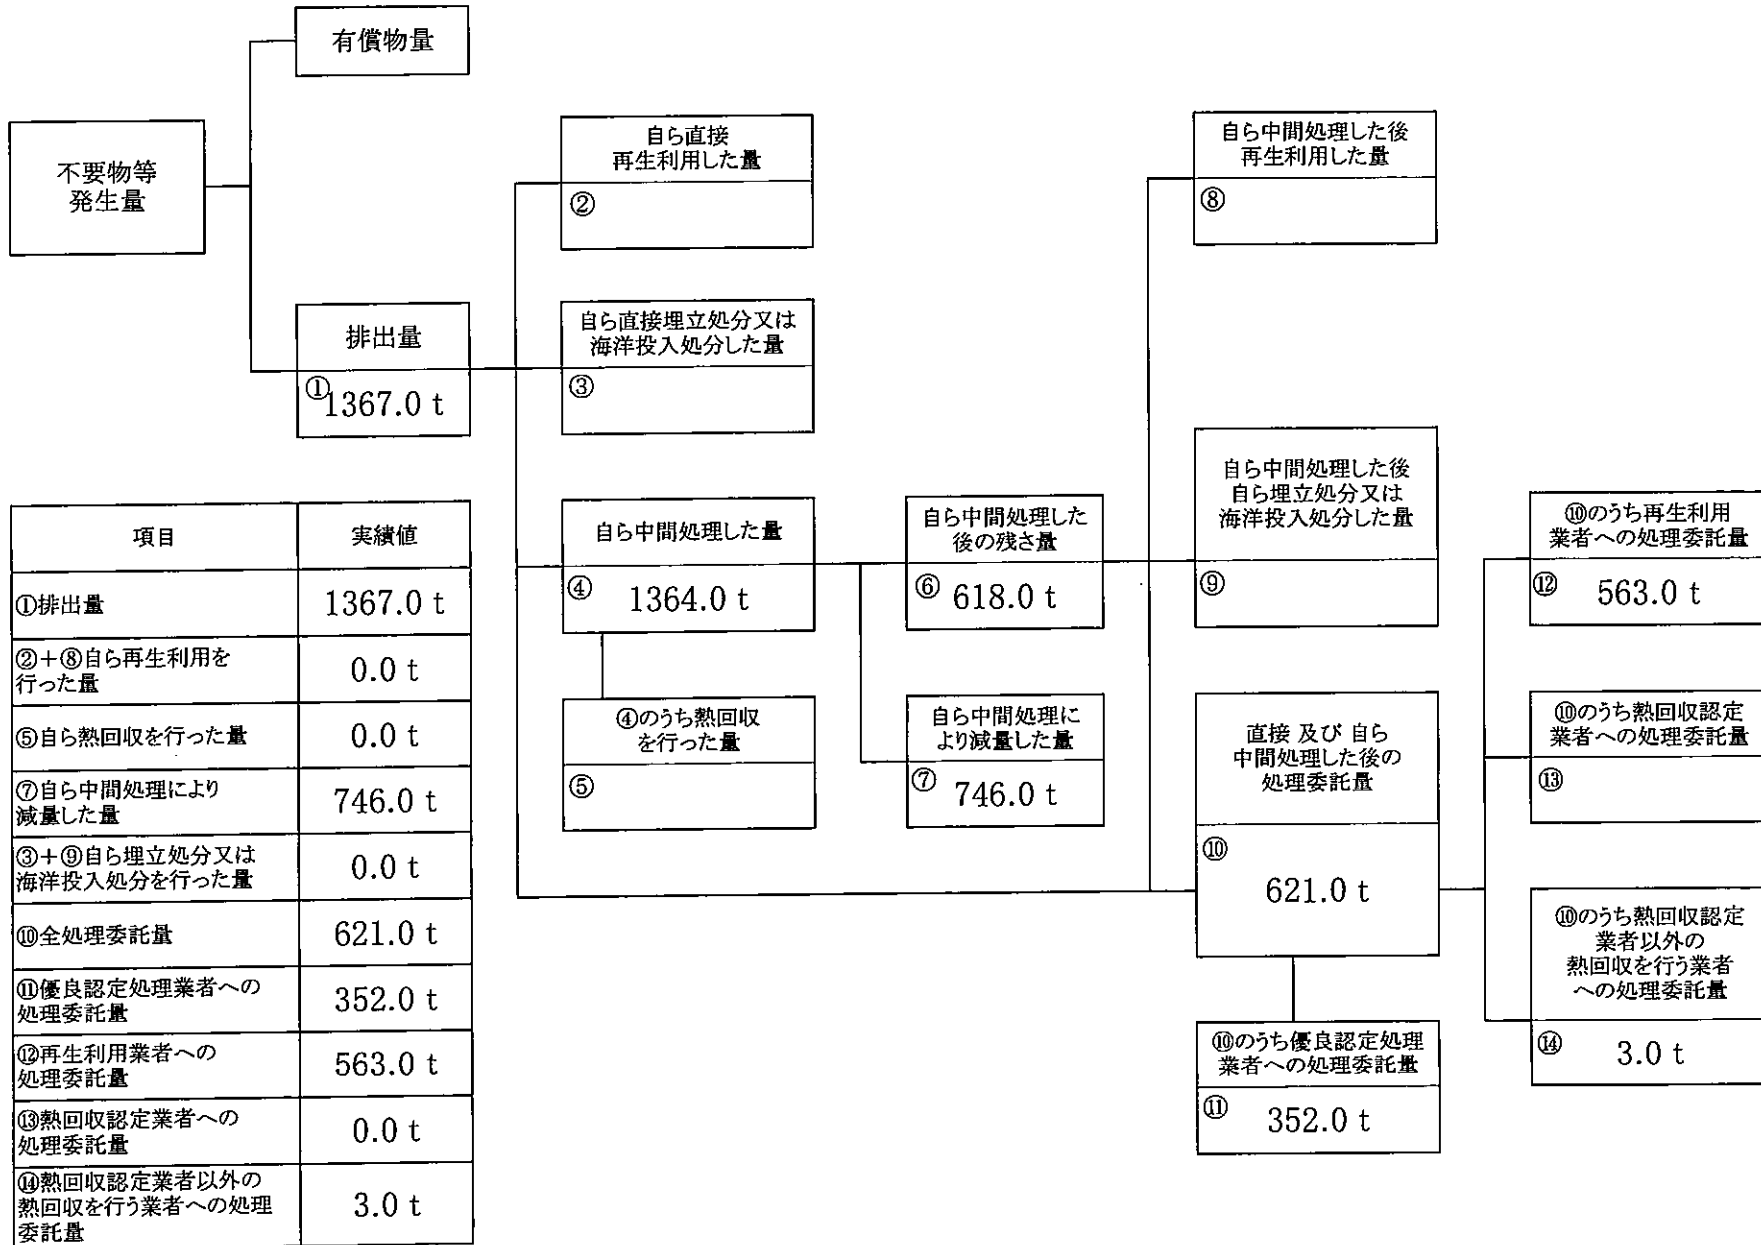 有償物量
不要物等
発生量
排出量
①1367.0 t
自ら直接
再生利用した量
②
自ら直接埋立処分又は
海洋投入処分した量
③
自ら中間処理した量
④ 1364.0 t
④のうち熱回収
を行った量
⑤
自ら中間処理した
後の残さ量
⑥ 618.0 t
自ら中間処理に
より減量した量
⑦ 746.0 t
自ら中間処理した後
再生利用した量
⑧
自ら中間処理した後
自ら埋立処分又は
海洋投入処分した量
⑨
直接 及び 自ら
中間処理した後の
処理委託量
⑩
621.0 t
⑩のうち優良認定処理
業者への処理委託量
⑪ 352.0 t
⑩のうち再生利用
業者への処理委託量
⑫ 563.0 t
⑩のうち熱回収認定
業者への処理委託量
⑬
⑩のうち熱回収認定
業者以外の
熱回収を行う業者
への処理委託量
⑭ 3.0 t
項目 実績値
①排出量 1367.0 t
②+⑧自ら再生利用を
行った量 0.0 t
⑤自ら熱回収を行った量 0.0 t
⑦自ら中間処理により
減量した量 746.0 t
③+⑨自ら埋立処分又は
海洋投入処分を行った量 0.0 t
⑩全処理委託量 621.0 t
⑪優良認定処理業者への
処理委託量 352.0 t
⑫再生利用業者への
処理委託量 563.0 t
⑬熱回収認定業者への
処理委託量 0.0 t
⑭熱回収認定業者以外の
熱回収を行う業者への処理
委託量 3.0 t